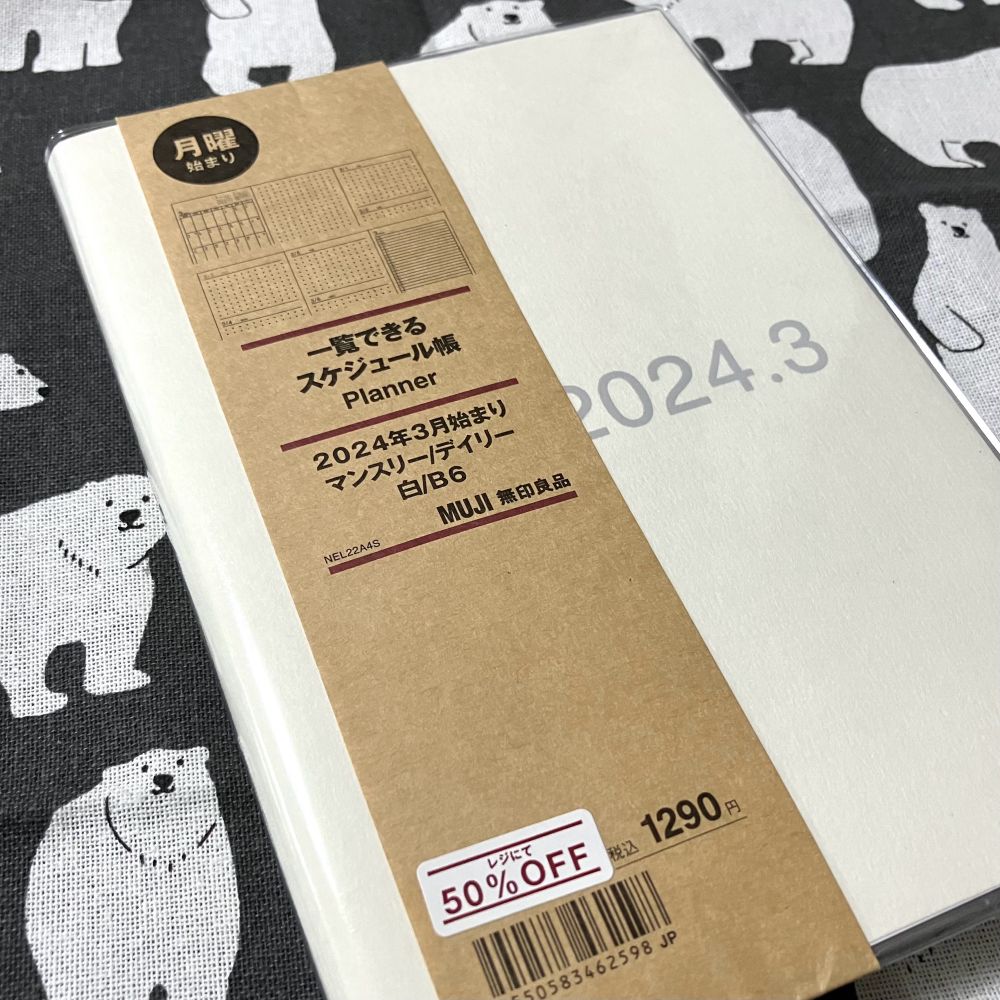 月曜
始まり
一覧できる
スケジュール帳
Planner
2024年3月始まり
マンスリー/デイリー
白/B6
MUJI 無印良品
NEL22A4S
2024.3
レジにて
50%OFF
税込 1290円
550583462598 JP